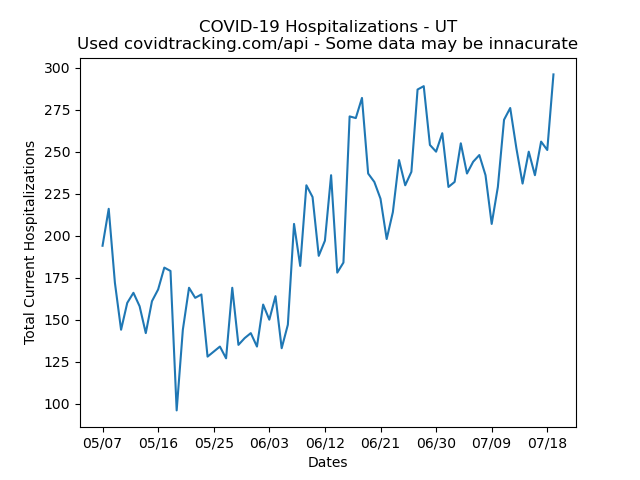 COVID-19 Hospitalizations - UT
Used covidtracking.com/api - Some data may be innacurate
Total Current Hospitalizations
300
275
250
225
200
175
150
125
100
05/07 05/16 05/25 06/03 06/12 06/21 06/30 07/09 07/18
Dates